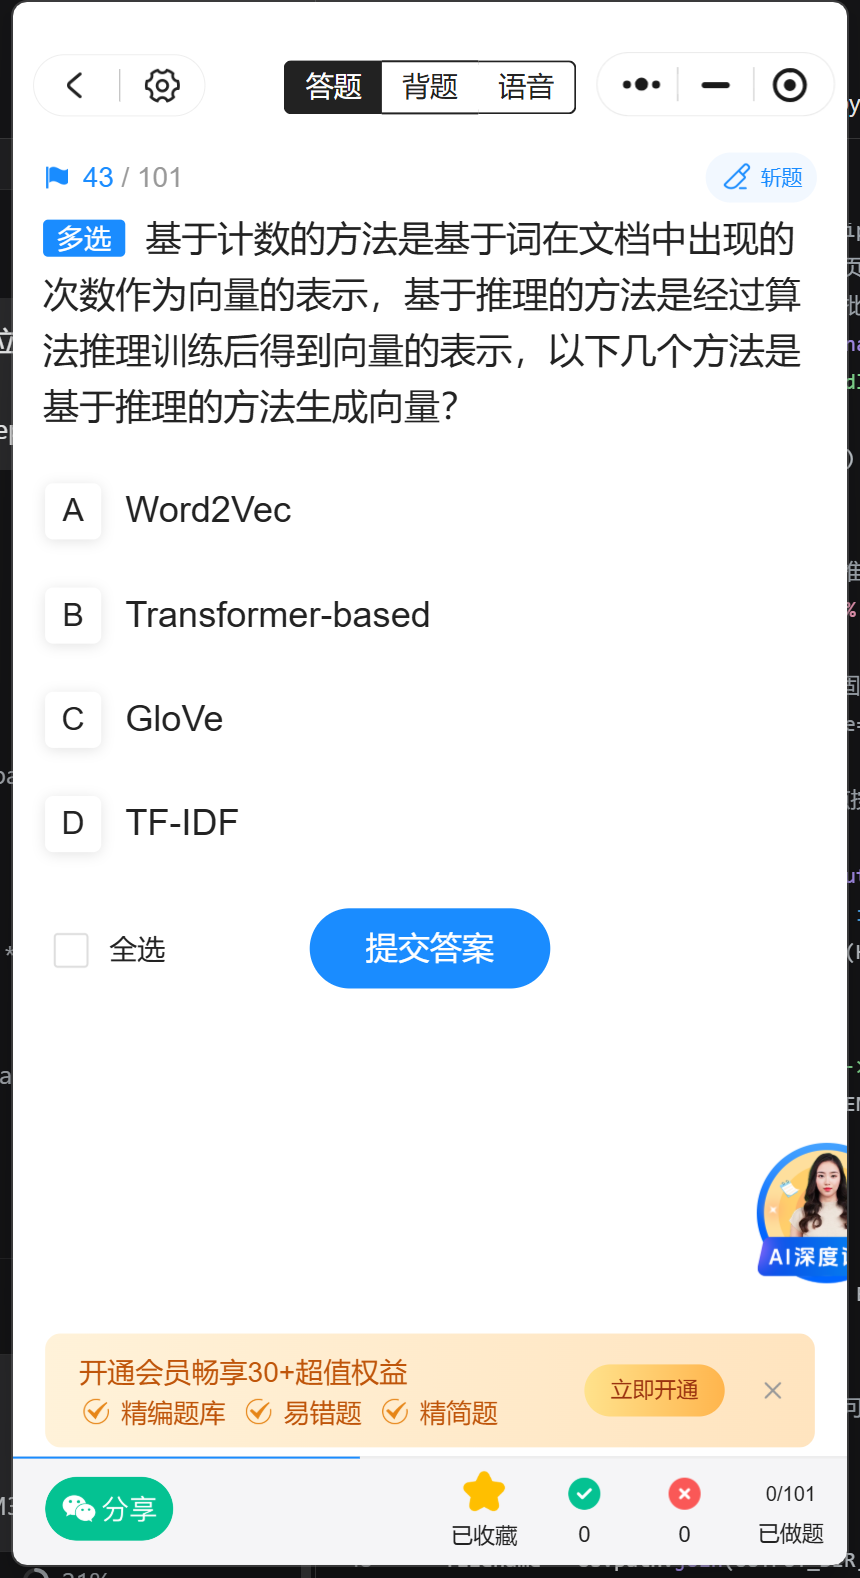 答题
背题
语音
43 / 101
斩题
多选 基于计数的方法是基于词在文档中出现的
次数作为向量的表示，基于推理的方法是经过算
法推理训练后得到向量的表示，以下几个方法是
基于推理的方法生成向量？
A Word2Vec
B Transformer-based
C GloVe
D TF-IDF
全选
提交答案
AI深度
开通会员畅享30+超值权益
精编题库 易错题 精简题
立即开通
分享
已收藏
0
0
0/101
已做题